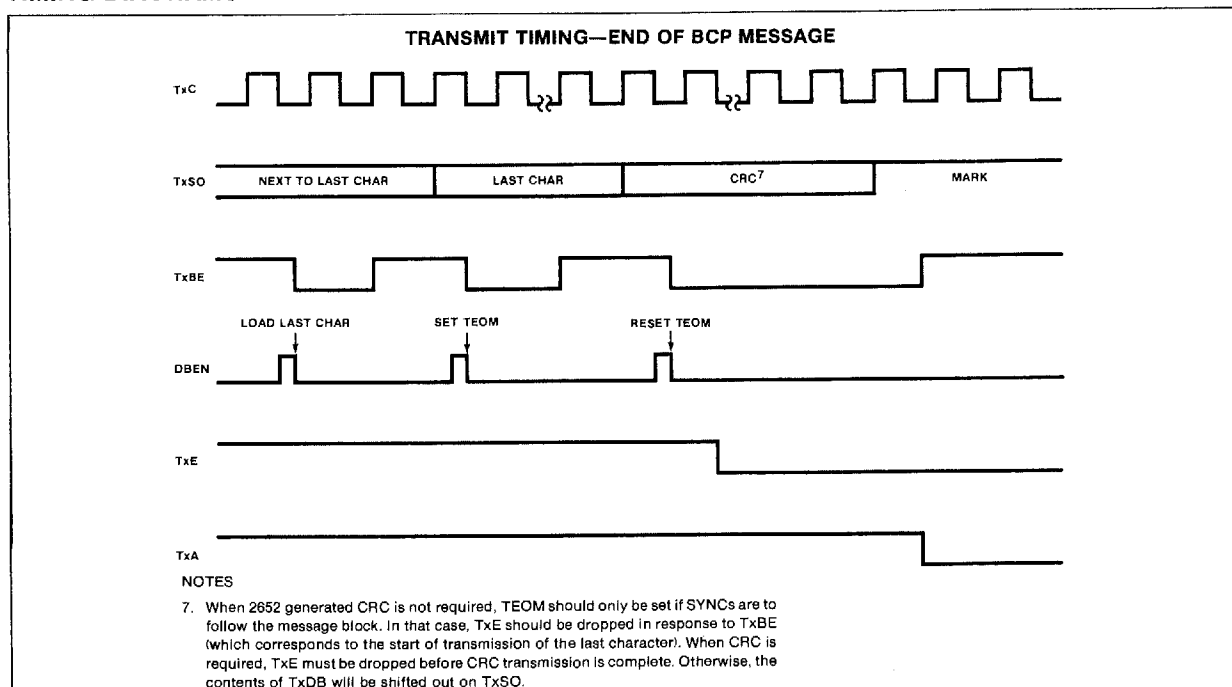 TRANSMIT TIMING—END OF BCP MESSAGE
TxC
TxSO
NEXT TO LAST CHAR
LAST CHAR
CRC7
MARK
TxBE
LOAD LAST CHAR
SET TEOM
RESET TEOM
DBEN
TxE
TxA
NOTES
7. When 2652 generated CRC is not required, TEOM should only be set if SYNCs are to
follow the message block. In that case, TxE should be dropped in response to TxBE
(which corresponds to the start of transmission of the last character). When CRC is
required, TxE must be dropped before CRC transmission is complete. Otherwise, the
contents of TxDB will be shifted out on TxSO.